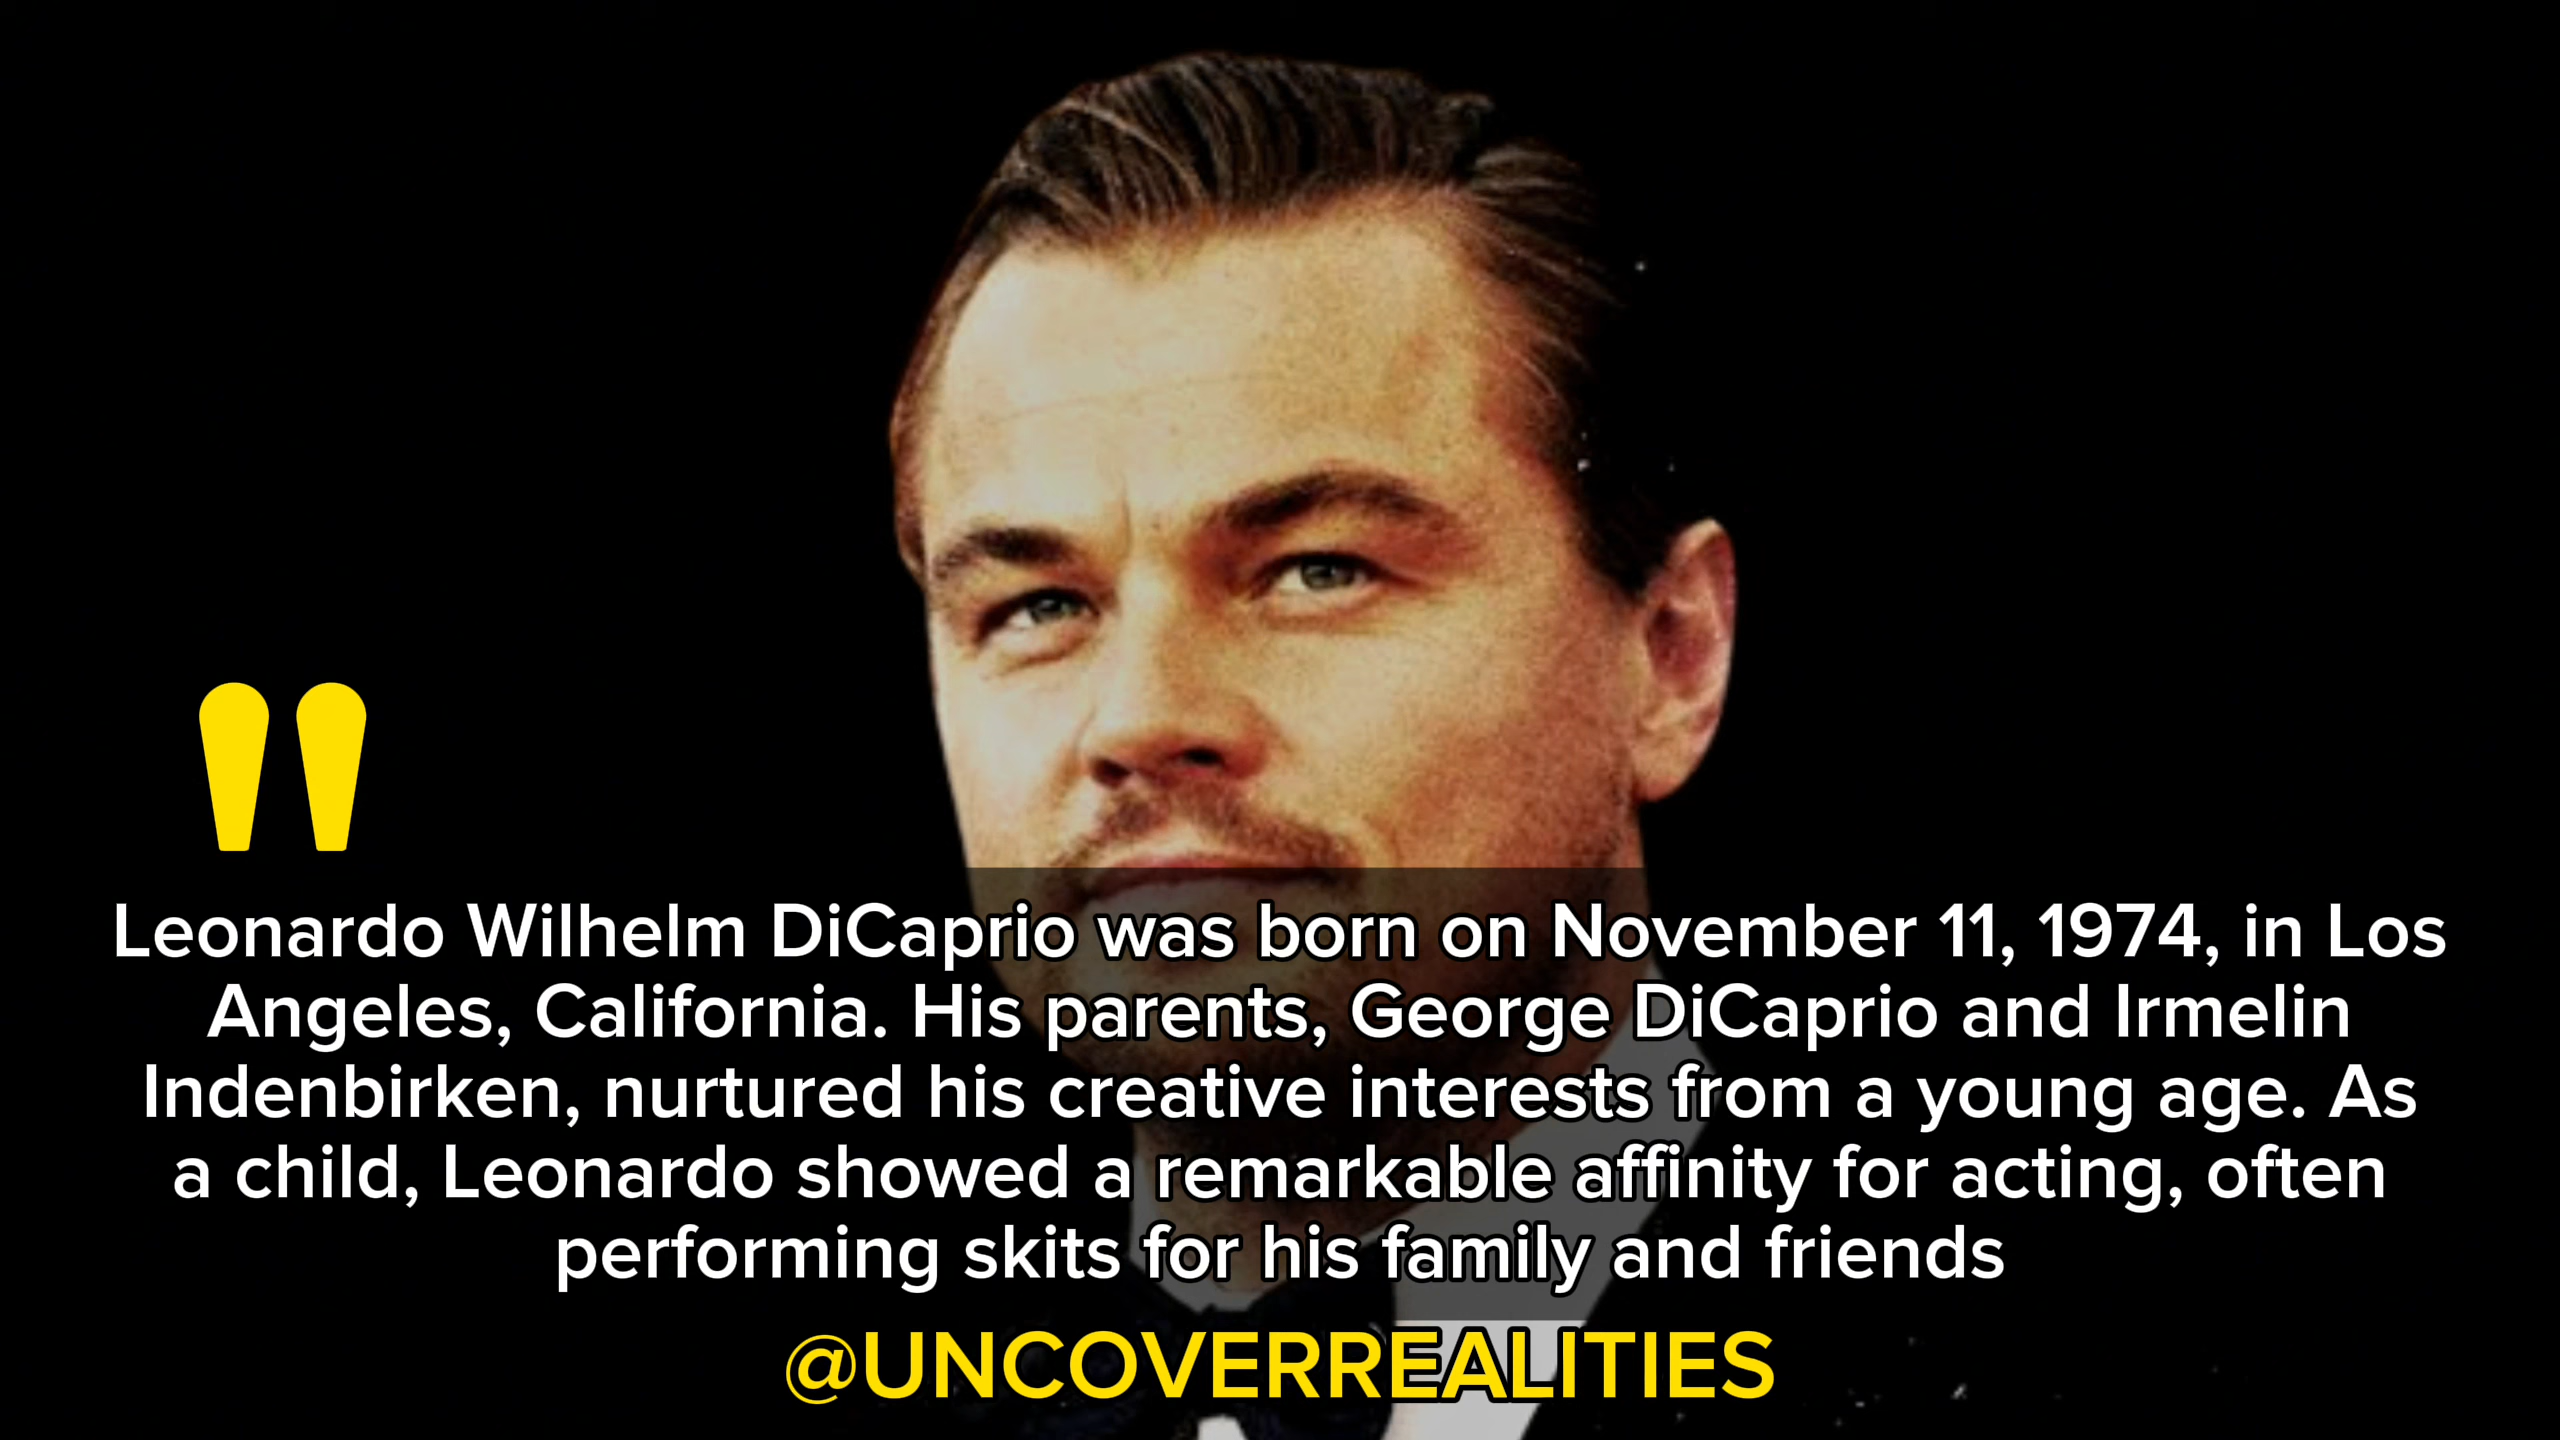 "
Leonardo Wilhelm DiCaprio was born on November 11, 1974, in Los
Angeles, California. His parents, George DiCaprio and Irmelin
Indenbirken, nurtured his creative interests from a young age. As
a child, Leonardo showed a remarkable affinity for acting, often
performing skits for his family and friends
@UNCOVERREALITIES